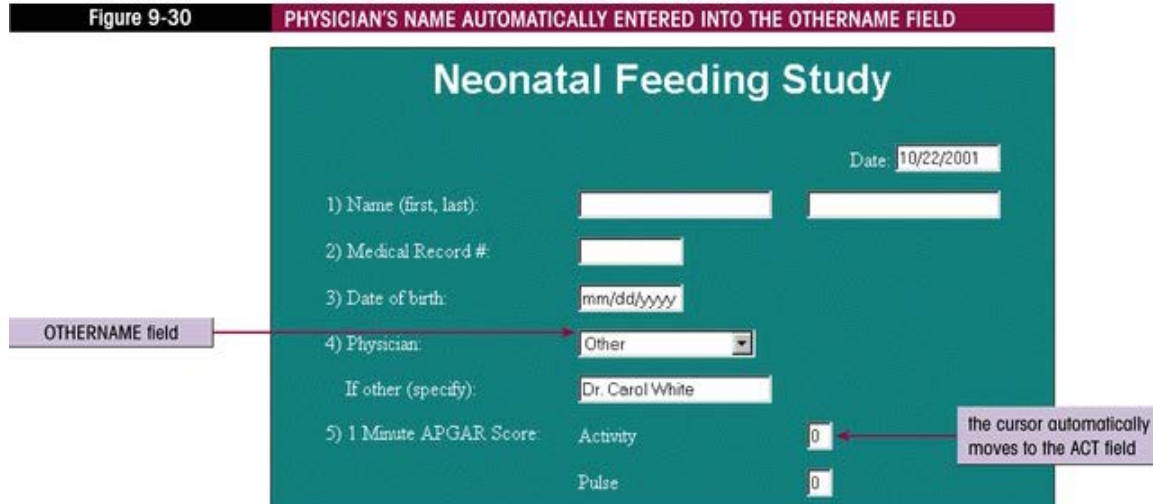 Figure 9-30 PHYSICIAN'S NAME AUTOMATICALLY ENTERED INTO THE OTHERNAME FIELD
Neonatal Feeding Study
Date: 10/22/2001
1) Name (first, last):
2) Medical Record #:
3) Date of birth: mm/dd/yyyy
OTHERNAME field
4) Physician: Other
If other (specify): Dr. Carol White
5) 1 Minute APGAR Score: Activity 0
the cursor automatically
moves to the ACT field
Pulse 0